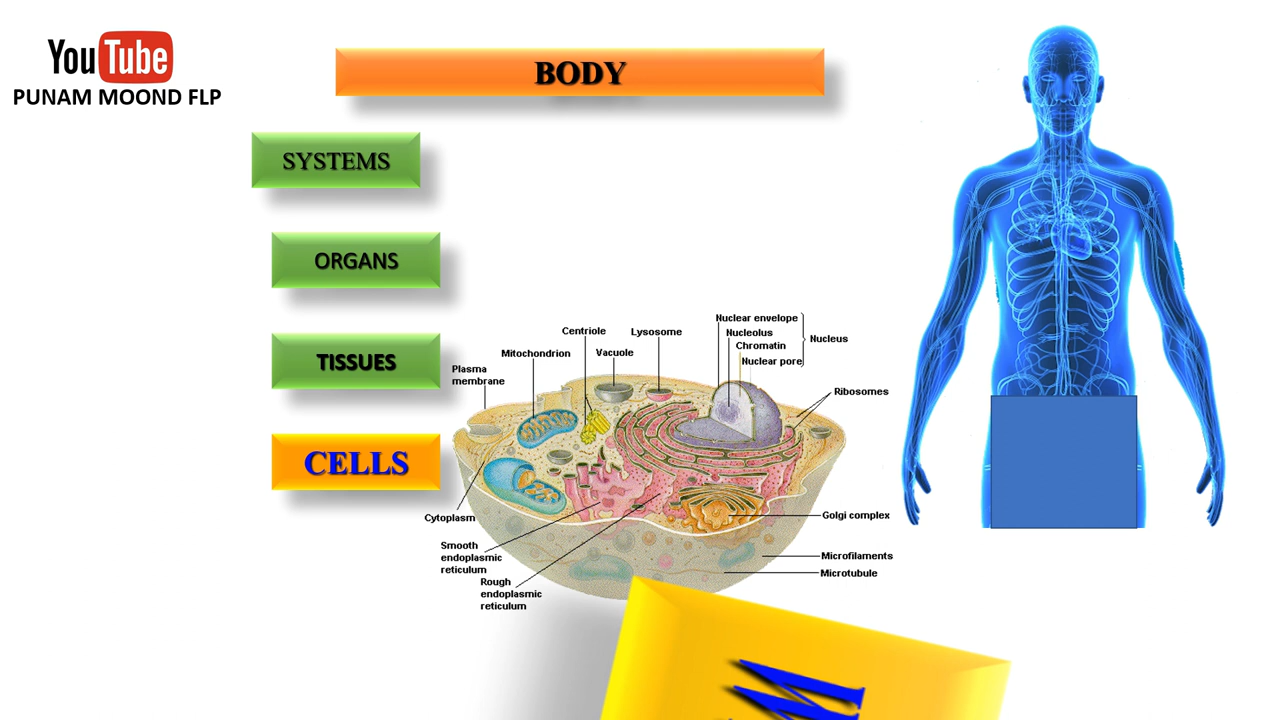 YouTube
PUNAM MOOND FLP
BODY
SYSTEMS
ORGANS
TISSUES
CELLS
Nuclear envelope
Nucleolus
Chromatin
Nuclear pore
Nucleus
Centriole
Lysosome
Mitochondrion
Vacuole
Plasma
membrane
Ribosomes
Cytoplasm
Golgi complex
Smooth
endoplasmic
reticulum
Microfilaments
Microtubule
Rough
endoplasmic
reticulum